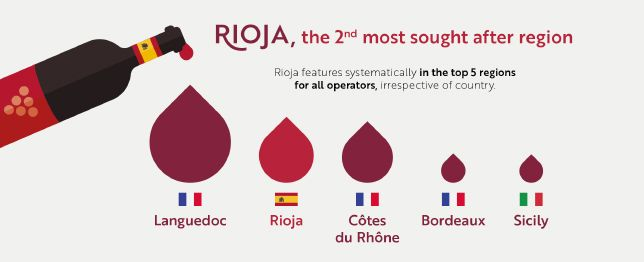 RIOJA, the 2nd most sought after region
Rioja features systematically in the top 5 regions
for all operators, irrespective of country.
Languedoc
Rioja
Côtes
du Rhône
Bordeaux
Sicily